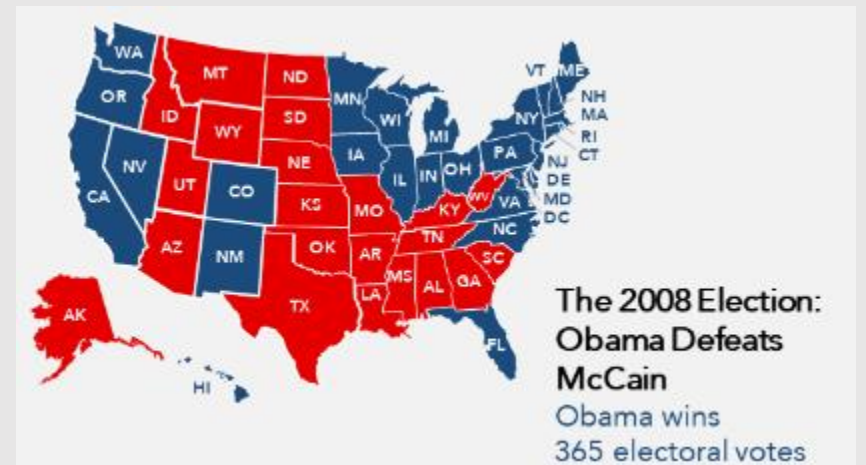 WA
MT
ND
MN
VT ME
OR
ID
SD
WI
MI
NY
NH
MA
WY
RI
CT
NE
IA
PA
NV
UT
CO
IL IN OH
NJ
DE
CA
KS
MO
KY
WV
VA
MD
DC
AZ
NM
OK
AR
TN
NC
SC
MS
AL
GA
LA
TX
AK
FL
HI
The 2008 Election:
Obama Defeats
McCain
Obama wins
365 electoral votes